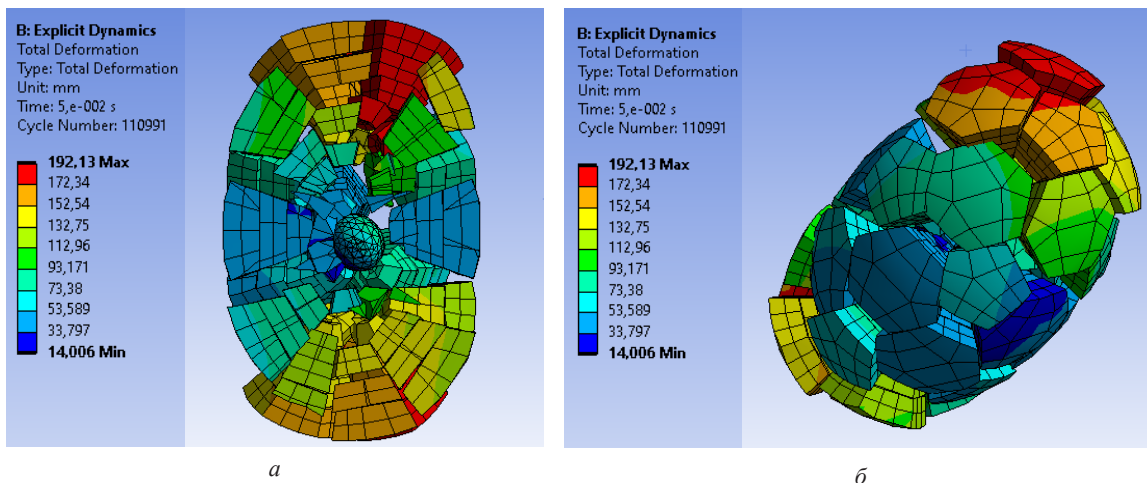 B: Explicit Dynamics
Total Deformation
Type: Total Deformation
Unit: mm
Time: 5,e-002 s
Cycle Number: 110991
192,13 Max
172,34
152,54
132,75
112,96
93,171
73,38
53,589
33,797
14,006 Min
а
B: Explicit Dynamics
Total Deformation
Type: Total Deformation
Unit: mm
Time: 5,e-002 s
Cycle Number: 110991
192,13 Max
172,34
152,54
132,75
112,96
93,171
73,38
53,589
33,797
14,006 Min
б